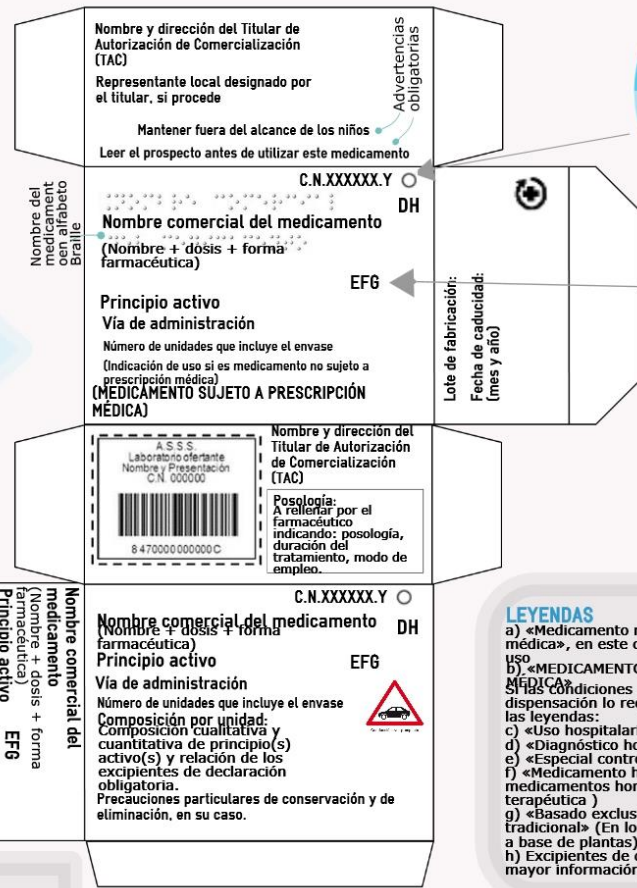 Nombre y dirección del Titular de
Autorización de Comercialización
(TAC)
Representante local designado por
el titular, si procede
Advertencias
obligatorias
Mantener fuera del alcance de los niños
Leer el prospecto antes de utilizar este medicamento
Nombre del
medicament
oen alfabeto
Braille
C.N.XXXXXX.Y
DH
Nombre comercial del medicamento
(Nombre + dosis + forma
farmacéutica)
EFG
Principio activo
Vía de administración
Número de unidades que incluye el envase
(Indicación de uso si es medicamento no sujeto a
prescripción médica)
(MEDICAMENTO SUJETO A PRESCRIPCIÓN
MÉDICA)
Lote de fabricación:
Fecha de caducidad:
(mes y año)
A.S.S.S.
Laboratorio ofertante
Nombre y Presentación
C.N. 000000
8 470000 000000 C
Nombre y dirección del
Titular de Autorización
de Comercialización
(TAC)
Posología:
A rellenar por el
farmacéutico
indicando: posología,
duración del
tratamiento, modo de
empleo.
C.N.XXXXXX.Y
Nombre comercial del medicamento
(Nombre + dosis + forma
farmacéutica)
DH
Principio activo
EFG
Vía de administración
Número de unidades que incluye el envase
Composición por unidad:
Composición cualitativa y
cuantitativa de principio(s)
activo(s) y relación de los
excipientes de declaración
obligatoria.
Precauciones particulares de conservación y de
eliminación, en su caso.
Nombre comercial del
medicamento
(Nombre + dosis + forma
farmacéutica)
Principio activo
EFG
LEYENDAS
a) «Medicamento
médica», en este
uso
b) «MEDICAMENTO
MÉDICA»
Si las condiciones
dispensación lo
las leyendas:
c) «Uso
d) «Diagnóstico
e) «Especial
f) «Medicamento
medicamentos
terapéutica )
g) «Basado
tradicional» (En
a base de plantas)
h) Excipientes de
mayor información